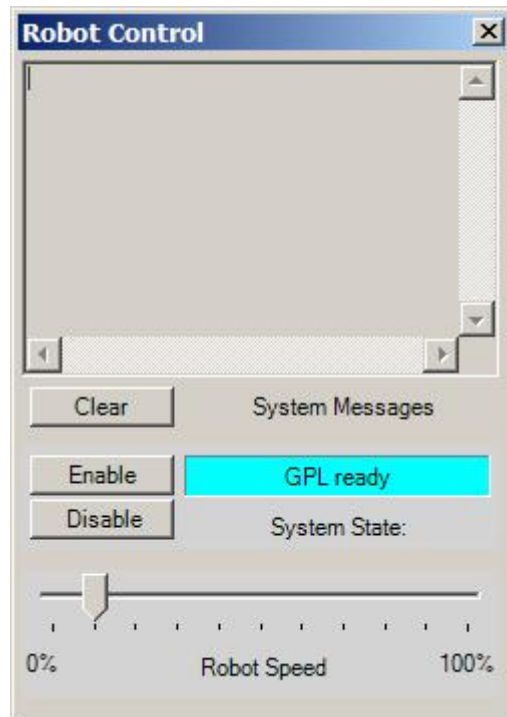 Robot Control
Clear System Messages
Enable GPL ready
Disable System State:
0% Robot Speed 100%